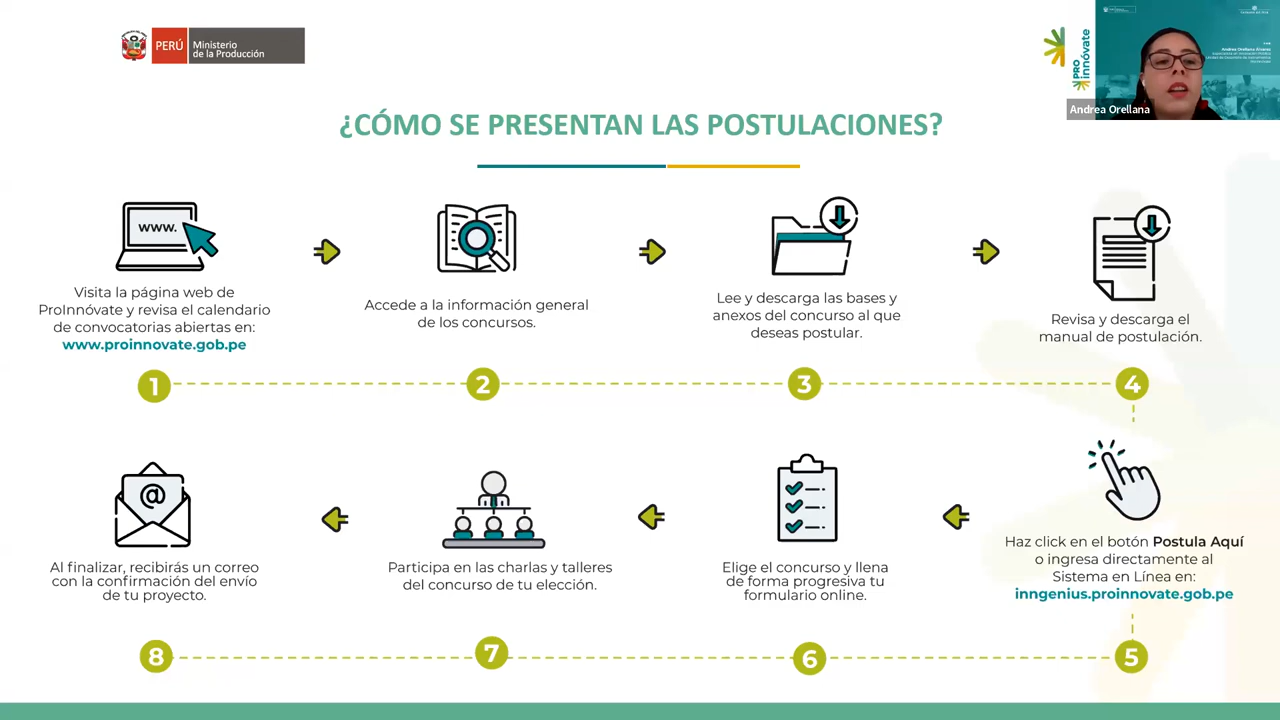 PERÚ
Ministerio
de la Producción
PRO
innóvate
Andrea Orellana Álvarez
Andrea Orellana
¿CÓMO SE PRESENTAN LAS POSTULACIONES?
www.
Visita la página web de
ProInnóvate y revisa el calendario
de convocatorias abiertas en:
www.proinnovate.gob.pe
Accede a la información general
de los concursos.
Lee y descarga las bases y
anexos del concurso al que
deseas postular.
Revisa y descarga el
manual de postulación.
1
2
3
4
@
Al finalizar, recibirás un correo
con la confirmación del envío
de tu proyecto.
Participa en las charlas y talleres
del concurso de tu elección.
Elige el concurso y llena
de forma progresiva tu
formulario online.
Haz click en el botón Postula Aquí
o ingresa directamente al
Sistema en Línea en:
inngenius.proinnovate.gob.pe
8
7
6
5